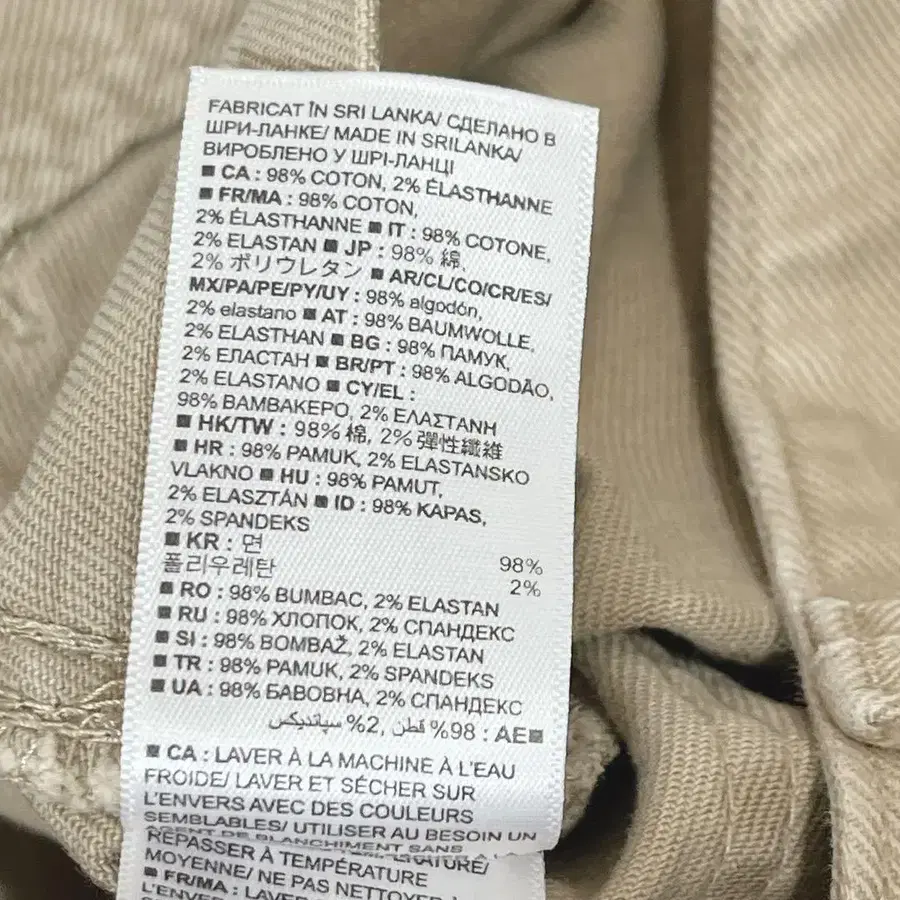 FABRICAT ÎN SRI LANKA/ СДЕЛАНО В
ШРИ-ЛАНКЕ/ MADE IN SRILANKA/
ВИРОБЛЕНО У ШРІ-ЛАНЦІ
■ CA : 98% COTON, 2% ÉLASTHANNE
■ FR/MA : 98% COTON,
2% ÉLASTHANNE ■ IT : 98% COTONE,
2% ELASTAN ■ JP : 98% 綿,
2% ポリウレタン ■ AR/CL/CO/CR/ES/
MX/PA/PE/PY/UY : 98% algodón,
2% elastano ■ AT : 98% BAUMWOLLE,
2% ELASTHAN ■ BG : 98% ПАМУК,
2% ЕЛАСТАН ■ BR/PT : 98% ALGODÃO,
2% ELASTANO ■ CY/EL :
98% ΒΑΜΒΑΚΕΡΟ, 2% ΕΛΑΣΤΑΝΗ
■ HK/TW : 98% 棉, 2% 彈性纖維
■ HR : 98% PAMUK, 2% ELASTANSKO
VLAKNO ■ HU : 98% PAMUT,
2% ELASZTÁN ■ ID : 98% KAPAS,
2% SPANDEKS
■ KR : 면 98%
폴리우레탄 2%
■ RO : 98% BUMBAC, 2% ELASTAN
■ RU : 98% ХЛОПОК, 2% СПАНДЕКС
■ SI : 98% BOMBAŽ, 2% ELASTAN
■ TR : 98% PAMUK, 2% SPANDEKS
■ UA : 98% БАВОВНА, 2% СПАНДЕКС
■AE : 98% قطن, 2% سپانديكس
■ CA : LAVER À LA MACHINE À L'EAU
FROIDE/ LAVER ET SÉCHER SUR
L'ENVERS AVEC DES COULEURS
SEMBLABLES/ UTILISER AU BESOIN UN
AGENT DE BLANCHIMENT SANS
REPASSER À TEMPÉRATURE
MOYENNE/ NE PAS NETTOYER
■ FR/MA : LAVER